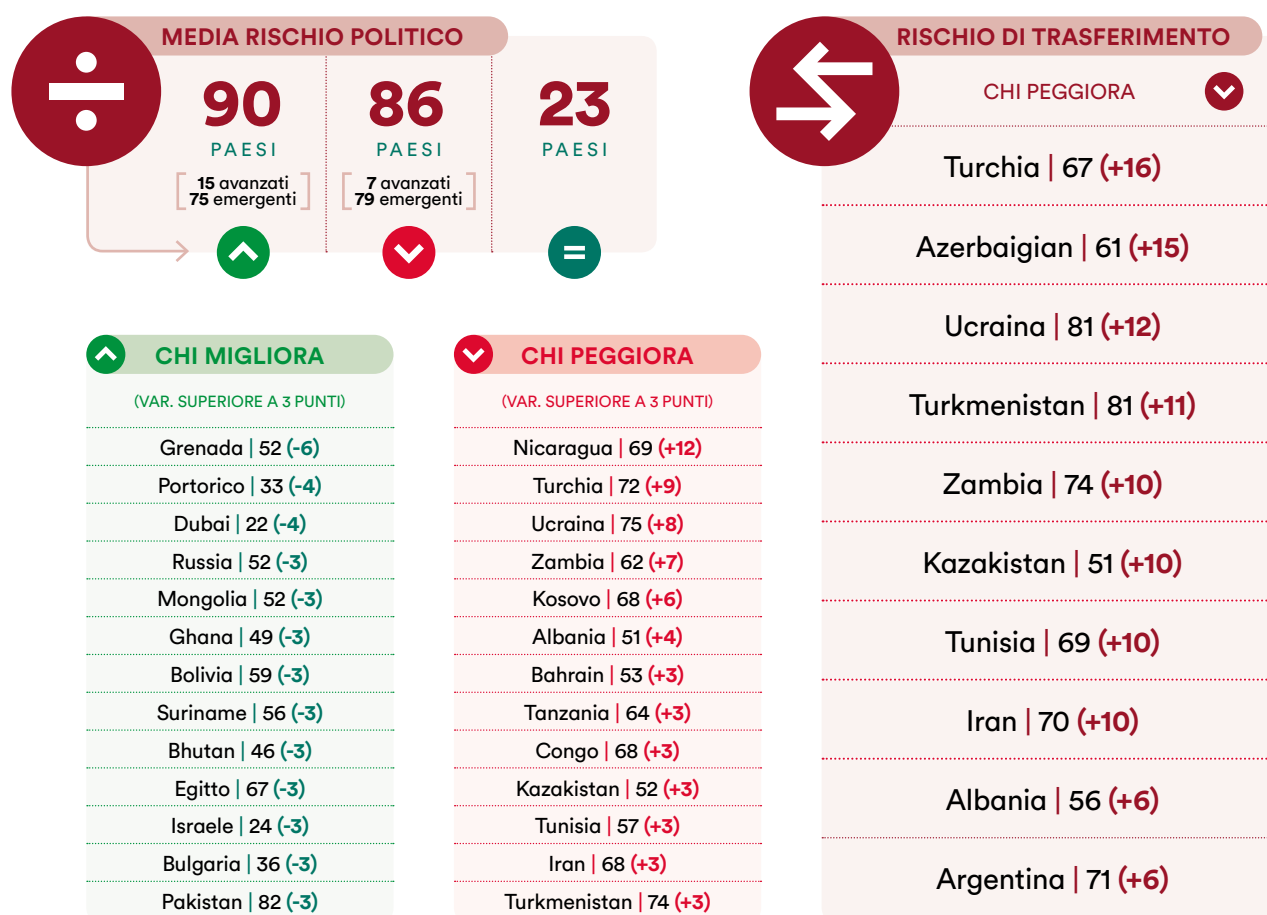 MEDIA RISCHIO POLITICO
90
PAESI
15 avanzati
75 emergenti
86
PAESI
7 avanzati
79 emergenti
23
PAESI
=
CHI MIGLIORA
(VAR. SUPERIORE A 3 PUNTI)
Grenada | 52 (-6)
Portorico | 33 (-4)
Dubai | 22 (-4)
Russia | 52 (-3)
Mongolia | 52 (-3)
Ghana | 49 (-3)
Bolivia | 59 (-3)
Suriname | 56 (-3)
Bhutan | 46 (-3)
Egitto | 67 (-3)
Israele | 24 (-3)
Bulgaria | 36 (-3)
Pakistan | 82 (-3)
CHI PEGGIORA
(VAR. SUPERIORE A 3 PUNTI)
Nicaragua | 69 (+12)
Turchia | 72 (+9)
Ucraina | 75 (+8)
Zambia | 62 (+7)
Kosovo | 68 (+6)
Albania | 51 (+4)
Bahrain | 53 (+3)
Tanzania | 64 (+3)
Congo | 68 (+3)
Kazakistan | 52 (+3)
Tunisia | 57 (+3)
Iran | 68 (+3)
Turkmenistan | 74 (+3)
RISCHIO DI TRASFERIMENTO
CHI PEGGIORA
Turchia | 67 (+16)
Azerbaigian | 61 (+15)
Ucraina | 81 (+12)
Turkmenistan | 81 (+11)
Zambia | 74 (+10)
Kazakistan | 51 (+10)
Tunisia | 69 (+10)
Iran | 70 (+10)
Albania | 56 (+6)
Argentina | 71 (+6)